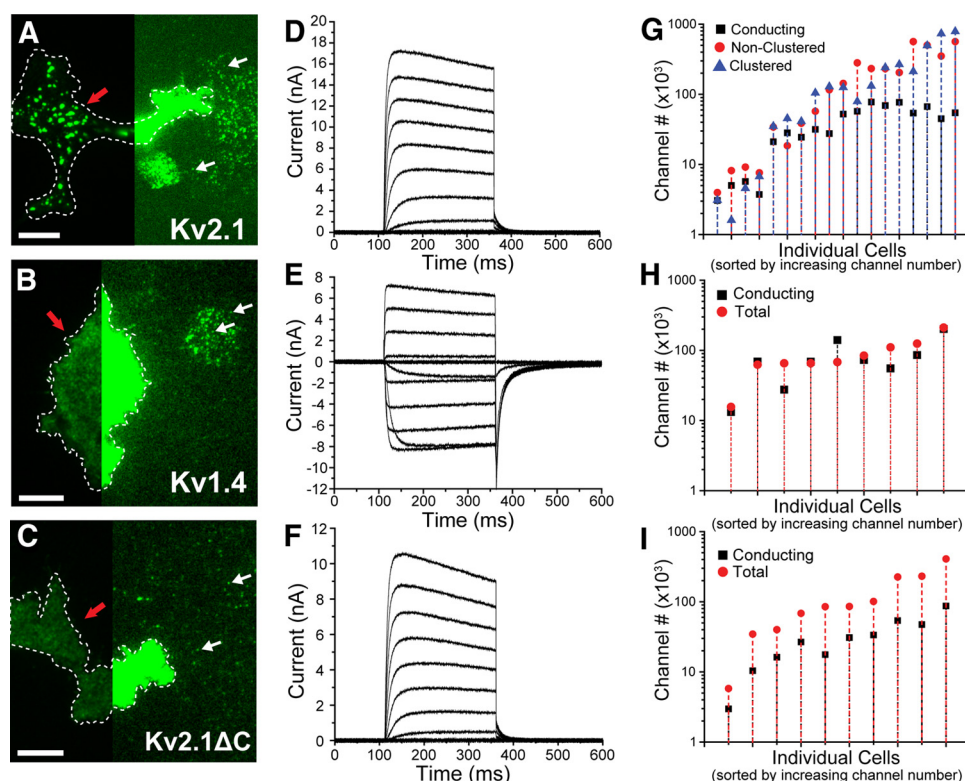 A
Kv2.1
B
Kv1.4
C
Kv2.1ΔC
D
Current (nA)
20
18
16
14
12
10
8
6
4
2
0
0 100 200 300 400 500 600
Time (ms)
E
Current (nA)
8
6
4
2
0
-2
-4
-6
-8
-10
-12
0 100 200 300 400 500 600
Time (ms)
F
Current (nA)
12
10
8
6
4
2
0
0 100 200 300 400 500 600
Time (ms)
G
Channel # (x10³)
1000
100
10
1
Conducting
Non-Clustered
Clustered
Individual Cells
(sorted by increasing channel number)
H
Channel # (x10³)
1000
100
10
1
Conducting
Total
Individual Cells
(sorted by increasing channel number)
I
Channel # (x10³)
1000
100
10
1
Conducting
Total
Individual Cells
(sorted by increasing channel number)